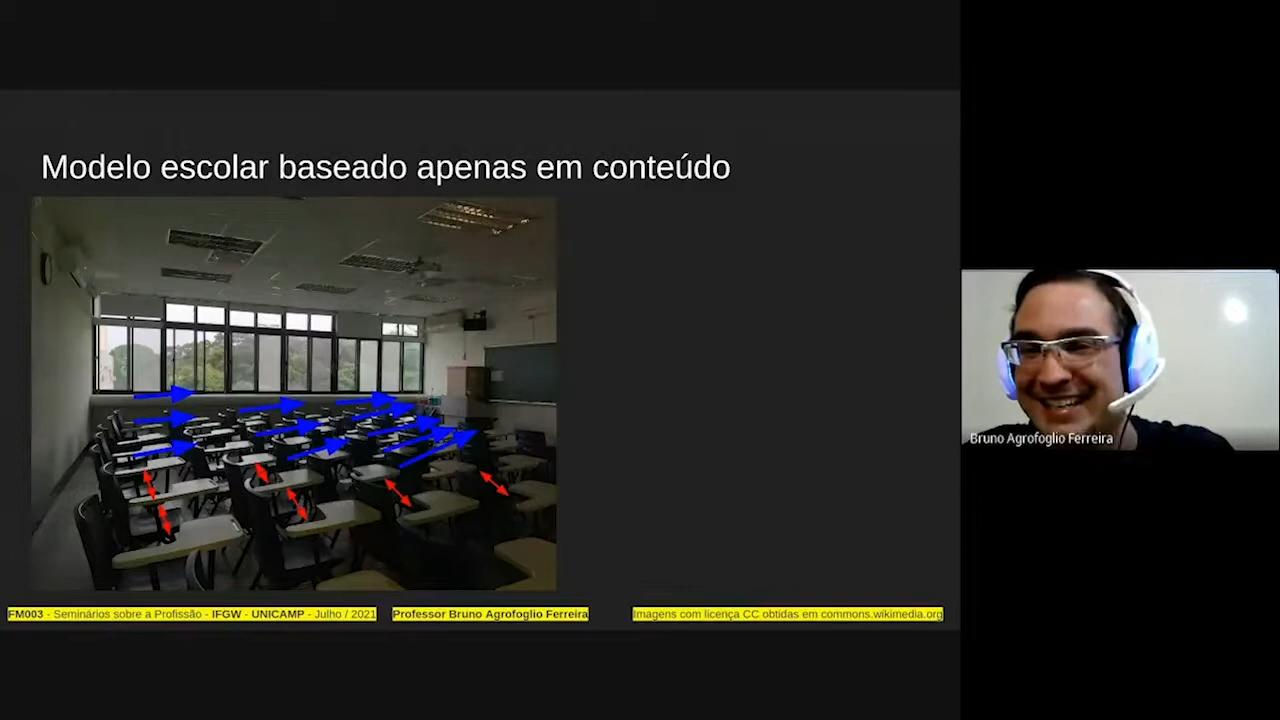 Modelo escolar baseado apenas em conteúdo
FM003 - Seminários sobre a Profissão - IFGW - UNICAMP - Julho / 2021
Professor Bruno Agrofoglio Ferreira
Imagens com licença CC obtidas em commons.wikimedia.org
Bruno Agrofoglio Ferreira